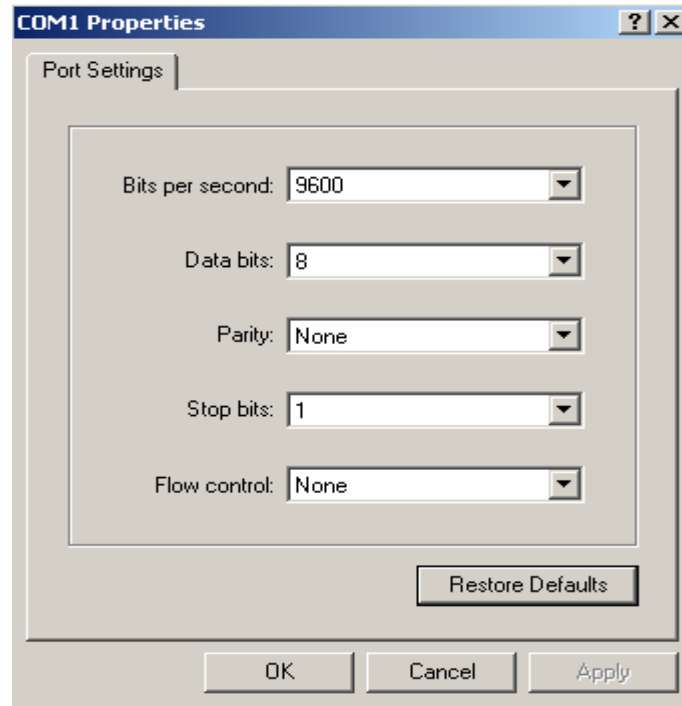 COM1 Properties
Port Settings
Bits per second: 9600
Data bits: 8
Parity: None
Stop bits: 1
Flow control: None
Restore Defaults
OK Cancel Apply